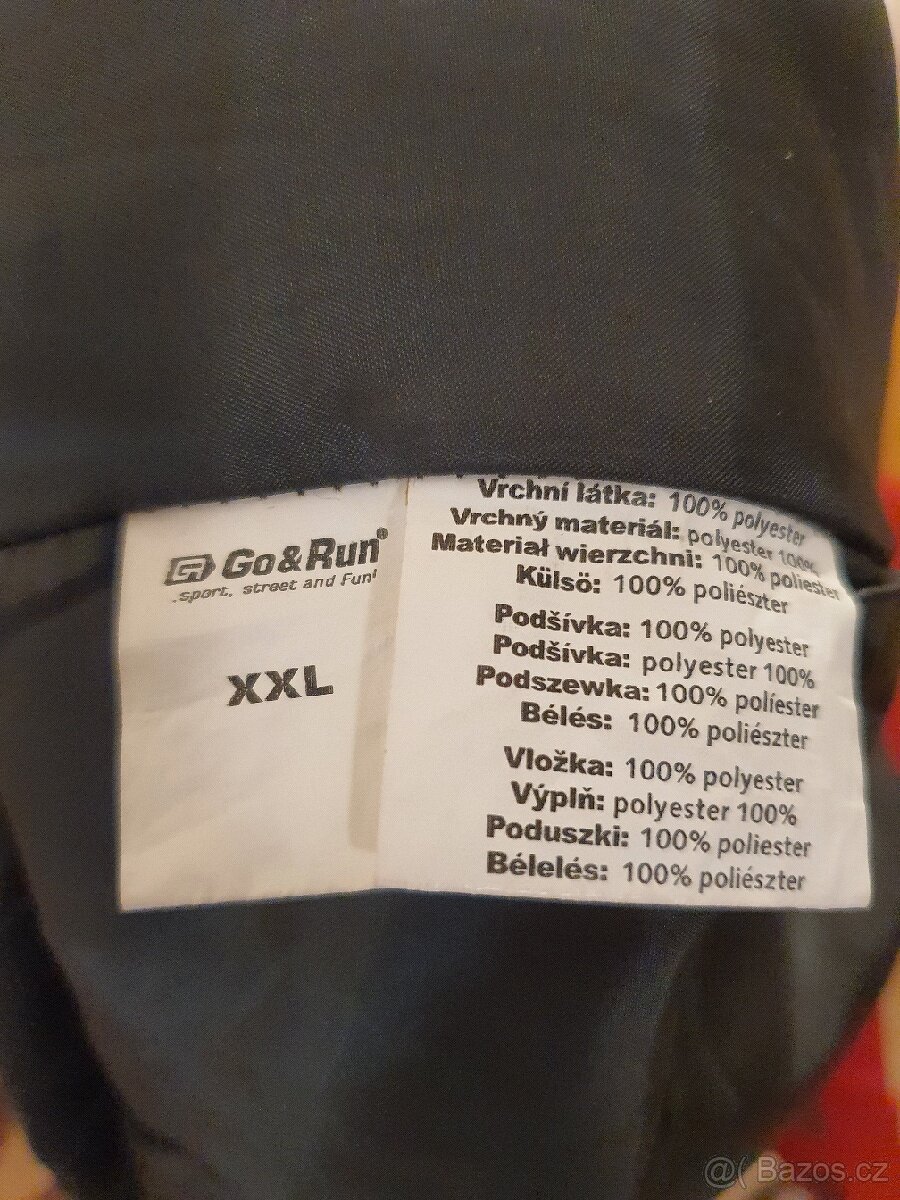 Go&Run®
.sport, street and Fun!
XXL
Vrchní látka: 100% polyester
Vrchný materiál: polyester 100%
Materiał wierzchni: 100% poliester
Külsö: 100% poliészter
Podšívka: 100% polyester
Podšívka: polyester 100%
Podszewka: 100% poliester
Bélés: 100% poliészter
Vložka: 100% polyester
Výplň: polyester 100%
Poduszki: 100% poliester
Bélelés: 100% poliészter
@( Bazos.cz